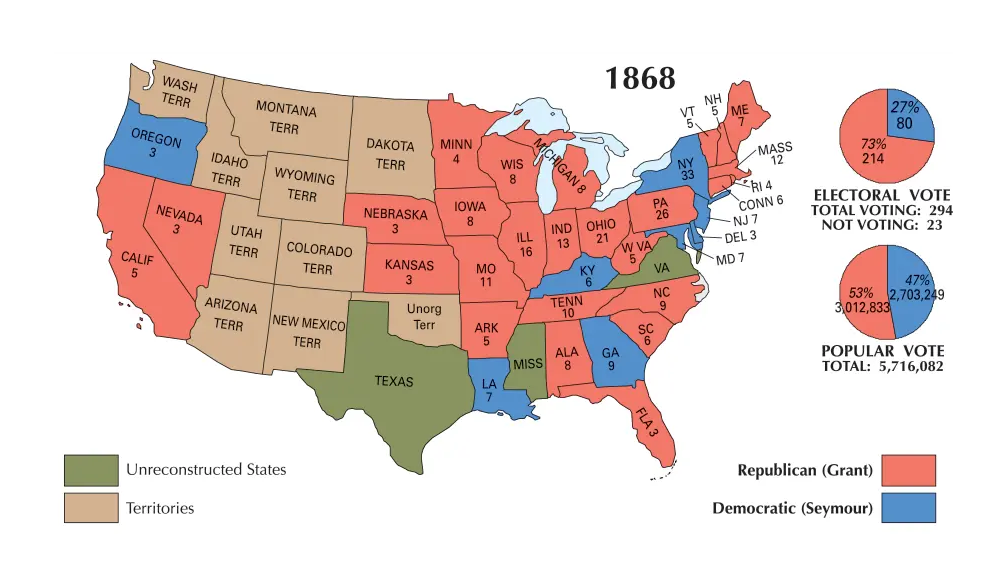 1868
WASH
TERR
OREGON
3
CALIF
5
NEVADA
3
IDAHO
TERR
MONTANA
TERR
WYOMING
TERR
UTAH
TERR
COLORADO
TERR
ARIZONA
TERR
NEW MEXICO
TERR
DAKOTA
TERR
NEBRASKA
3
KANSAS
3
Unorg
Terr
TEXAS
MINN
4
IOWA
8
MO
11
ARK
5
LA
7
WIS
8
ILL
16
MICHIGAN 8
IND
13
OHIO
21
KY
6
TENN
10
MISS
ALA
8
GA
9
FLA 3
SC
6
NC
9
VA
W VA
5
PA
26
NY
33
VT
5
NH
5
ME
7
MASS
12
RI 4
CONN 6
NJ 7
DEL 3
MD 7
27%
80
73%
214
ELECTORAL VOTE
TOTAL VOTING: 294
NOT VOTING: 23
47%
2,703,249
53%
3,012,833
POPULAR VOTE
TOTAL: 5,716,082
Unreconstructed States
Territories
Republican (Grant)
Democratic (Seymour)